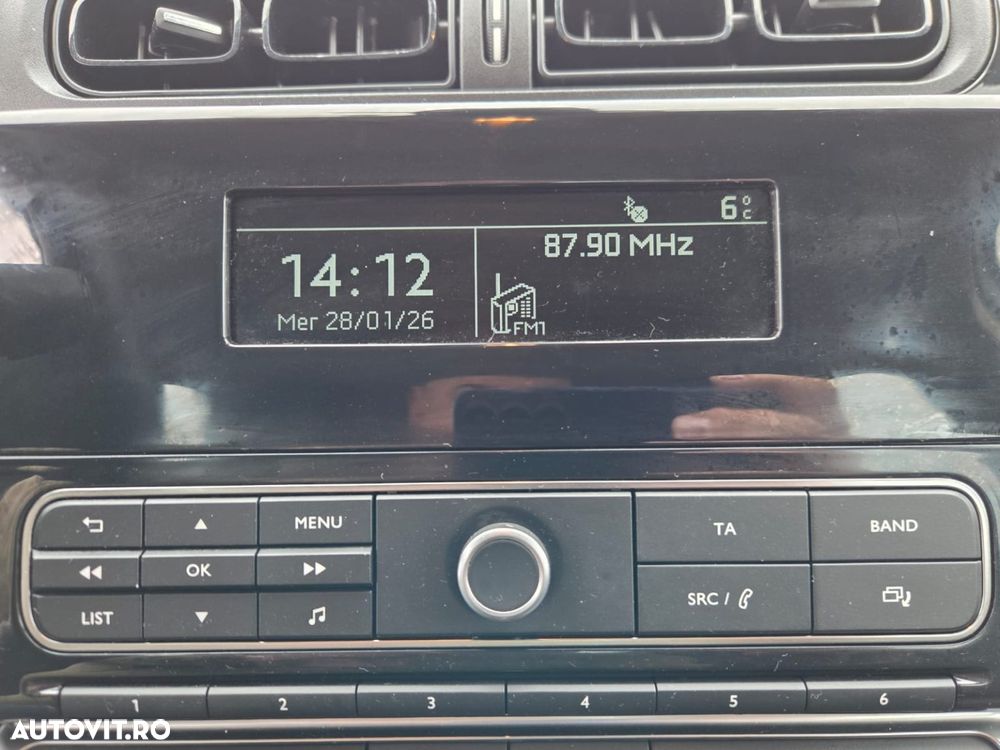 6°C
87.90 MHz
14:12
Mer 28/01/26
FM1
MENU
TA
BAND
OK
LIST
SRC /
1 2 3 4 5 6
AUTOVIT.RO